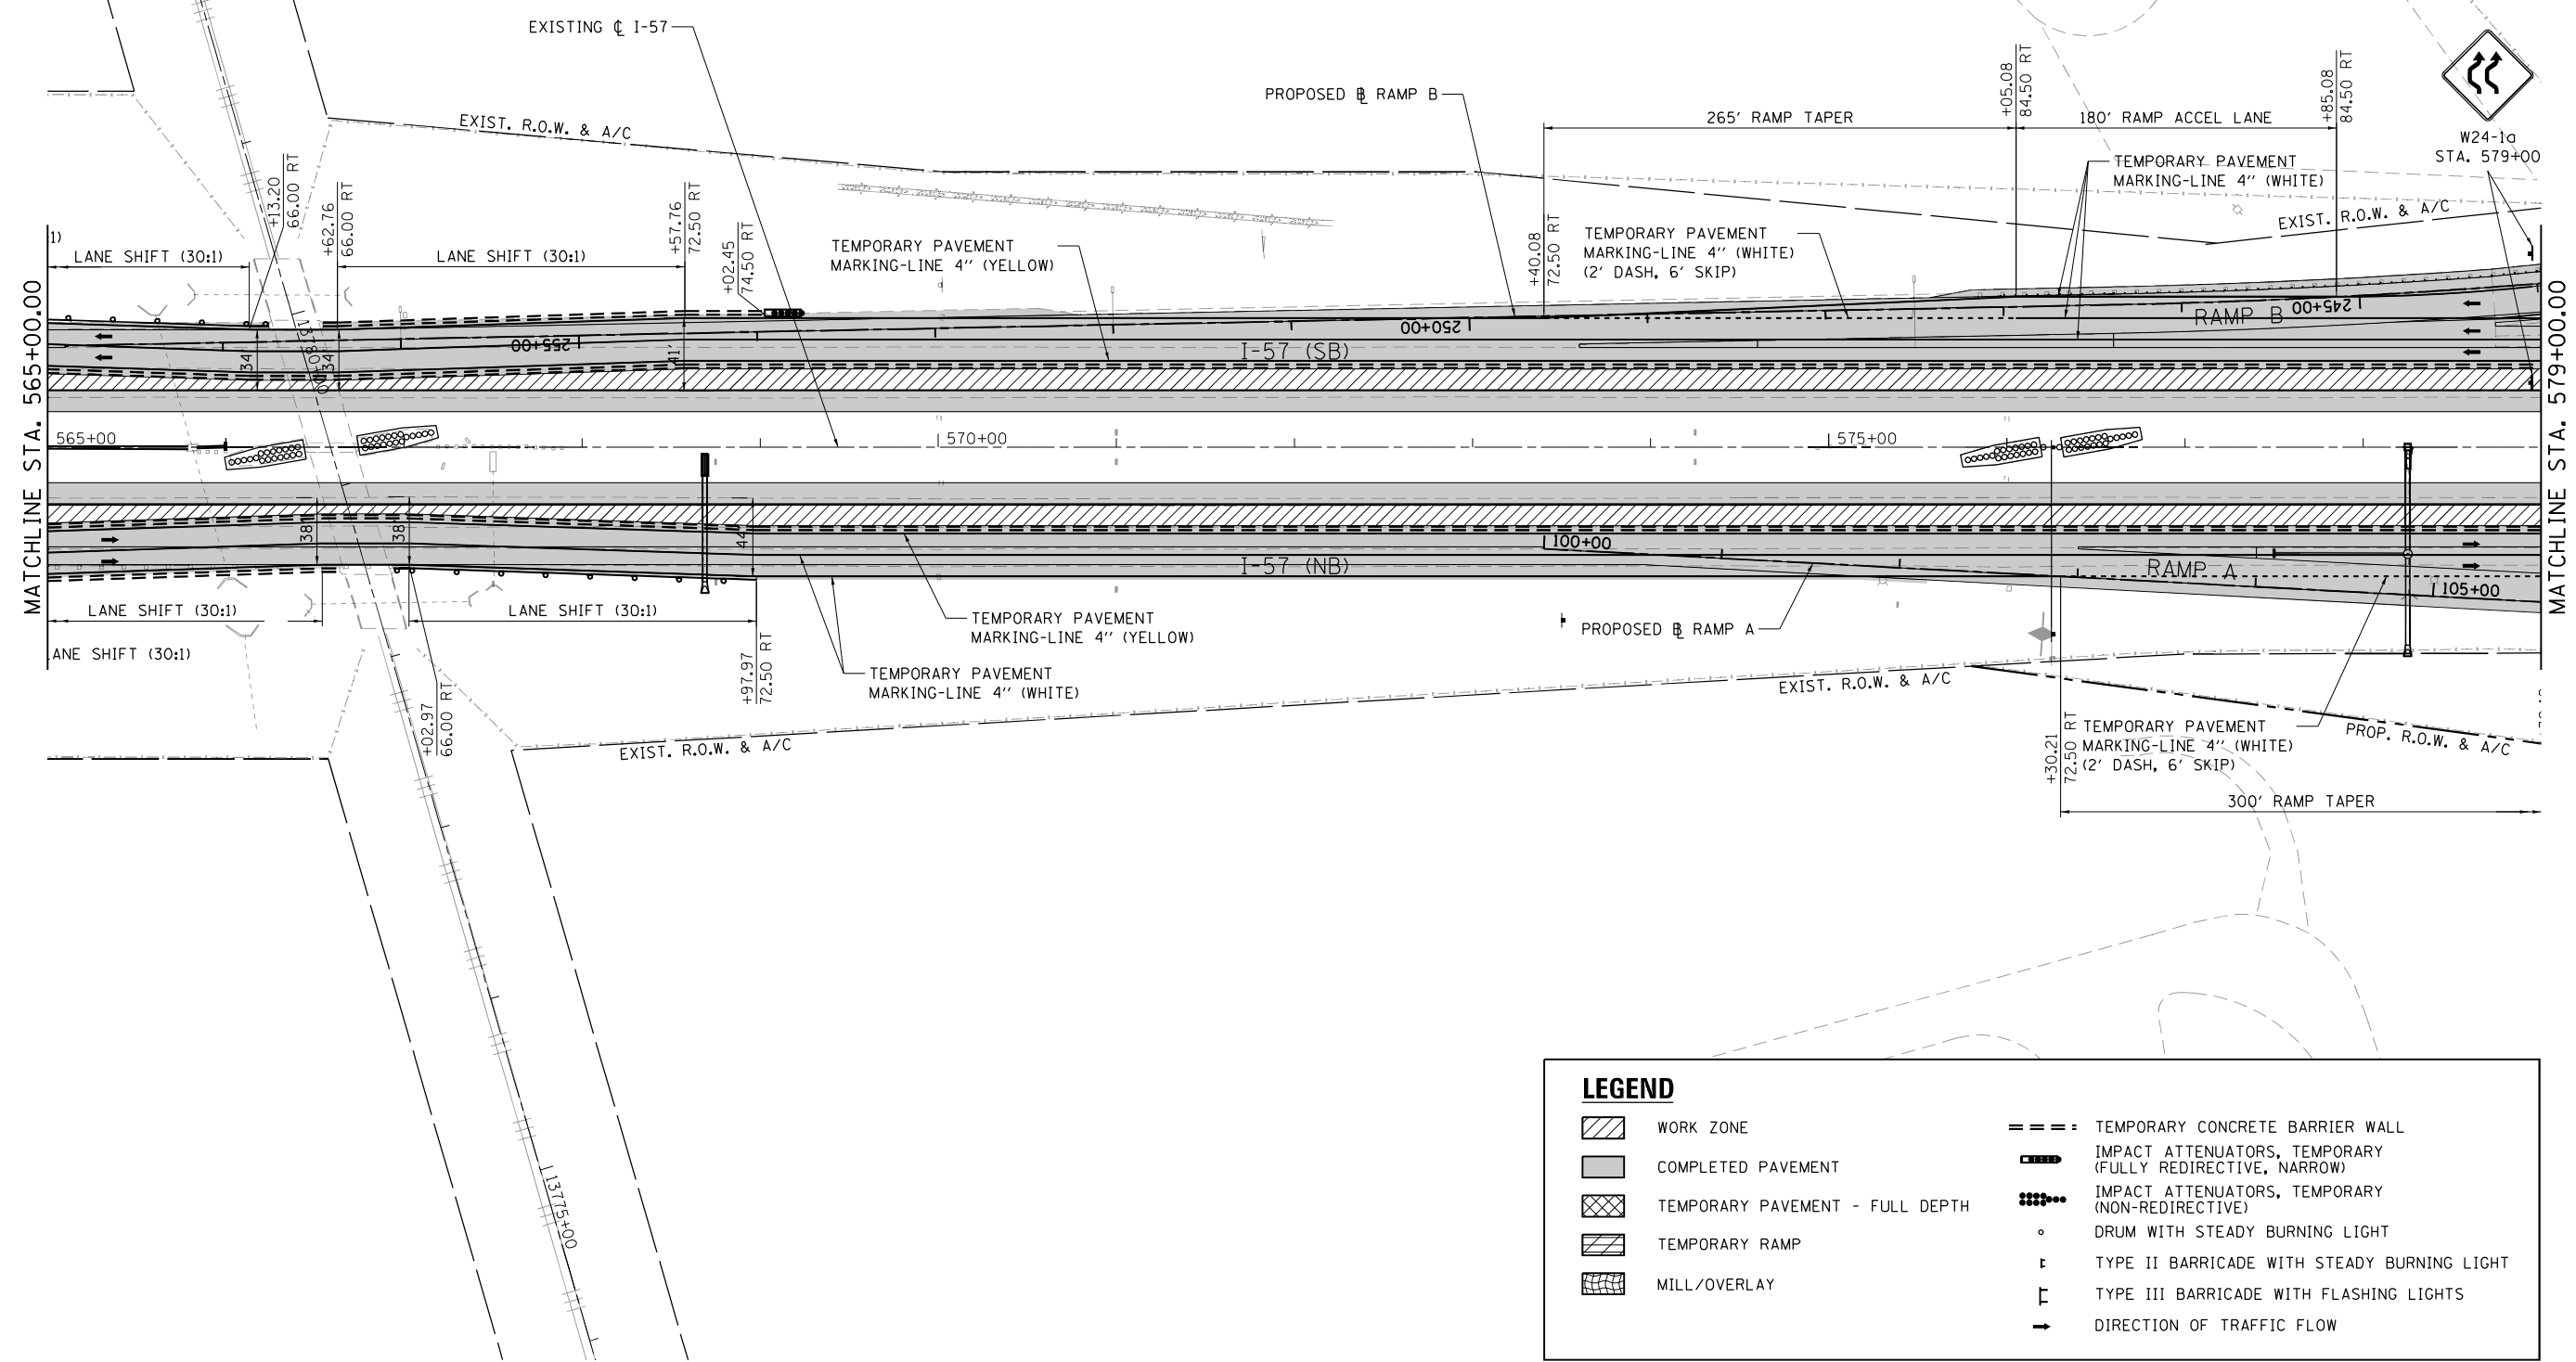 EXISTING ℄ I-57
PROPOSED ⅊ RAMP B
265' RAMP TAPER
+05.08
84.50 RT
180' RAMP ACCEL LANE
+85.08
84.50 RT
W24-1a
STA. 579+00
EXIST. R.O.W. & A/C
TEMPORARY PAVEMENT
MARKING-LINE 4" (WHITE)
EXIST. R.O.W. & A/C
1)
LANE SHIFT (30:1)
+13.20
66.00 RT
+62.76
66.00 RT
LANE SHIFT (30:1)
+57.76
72.50 RT
+02.45
74.50 RT
TEMPORARY PAVEMENT
MARKING-LINE 4" (YELLOW)
+40.08
72.50 RT
TEMPORARY PAVEMENT
MARKING-LINE 4" (WHITE)
(2' DASH, 6' SKIP)
MATCHLINE STA. 565+00.00
MATCHLINE STA. 579+00.00
34'
34'
41'
255+00
250+00
245+00
RAMP B
I-57 (SB)
565+00
570+00
575+00
38'
38'
44'
100+00
I-57 (NB)
RAMP A
105+00
LANE SHIFT (30:1)
LANE SHIFT (30:1)
LANE SHIFT (30:1)
+02.97
66.00 RT
+97.97
72.50 RT
TEMPORARY PAVEMENT
MARKING-LINE 4" (YELLOW)
TEMPORARY PAVEMENT
MARKING-LINE 4" (WHITE)
PROPOSED ⅊ RAMP A
EXIST. R.O.W. & A/C
EXIST. R.O.W. & A/C
+30.21
72.50 RT
TEMPORARY PAVEMENT
MARKING-LINE 4" (WHITE)
(2' DASH, 6' SKIP)
PROP. R.O.W. & A/C
300' RAMP TAPER
13775+00
LEGEND
WORK ZONE
COMPLETED PAVEMENT
TEMPORARY PAVEMENT - FULL DEPTH
TEMPORARY RAMP
MILL/OVERLAY
TEMPORARY CONCRETE BARRIER WALL
IMPACT ATTENUATORS, TEMPORARY
(FULLY REDIRECTIVE, NARROW)
IMPACT ATTENUATORS, TEMPORARY
(NON-REDIRECTIVE)
DRUM WITH STEADY BURNING LIGHT
TYPE II BARRICADE WITH STEADY BURNING LIGHT
TYPE III BARRICADE WITH FLASHING LIGHTS
DIRECTION OF TRAFFIC FLOW